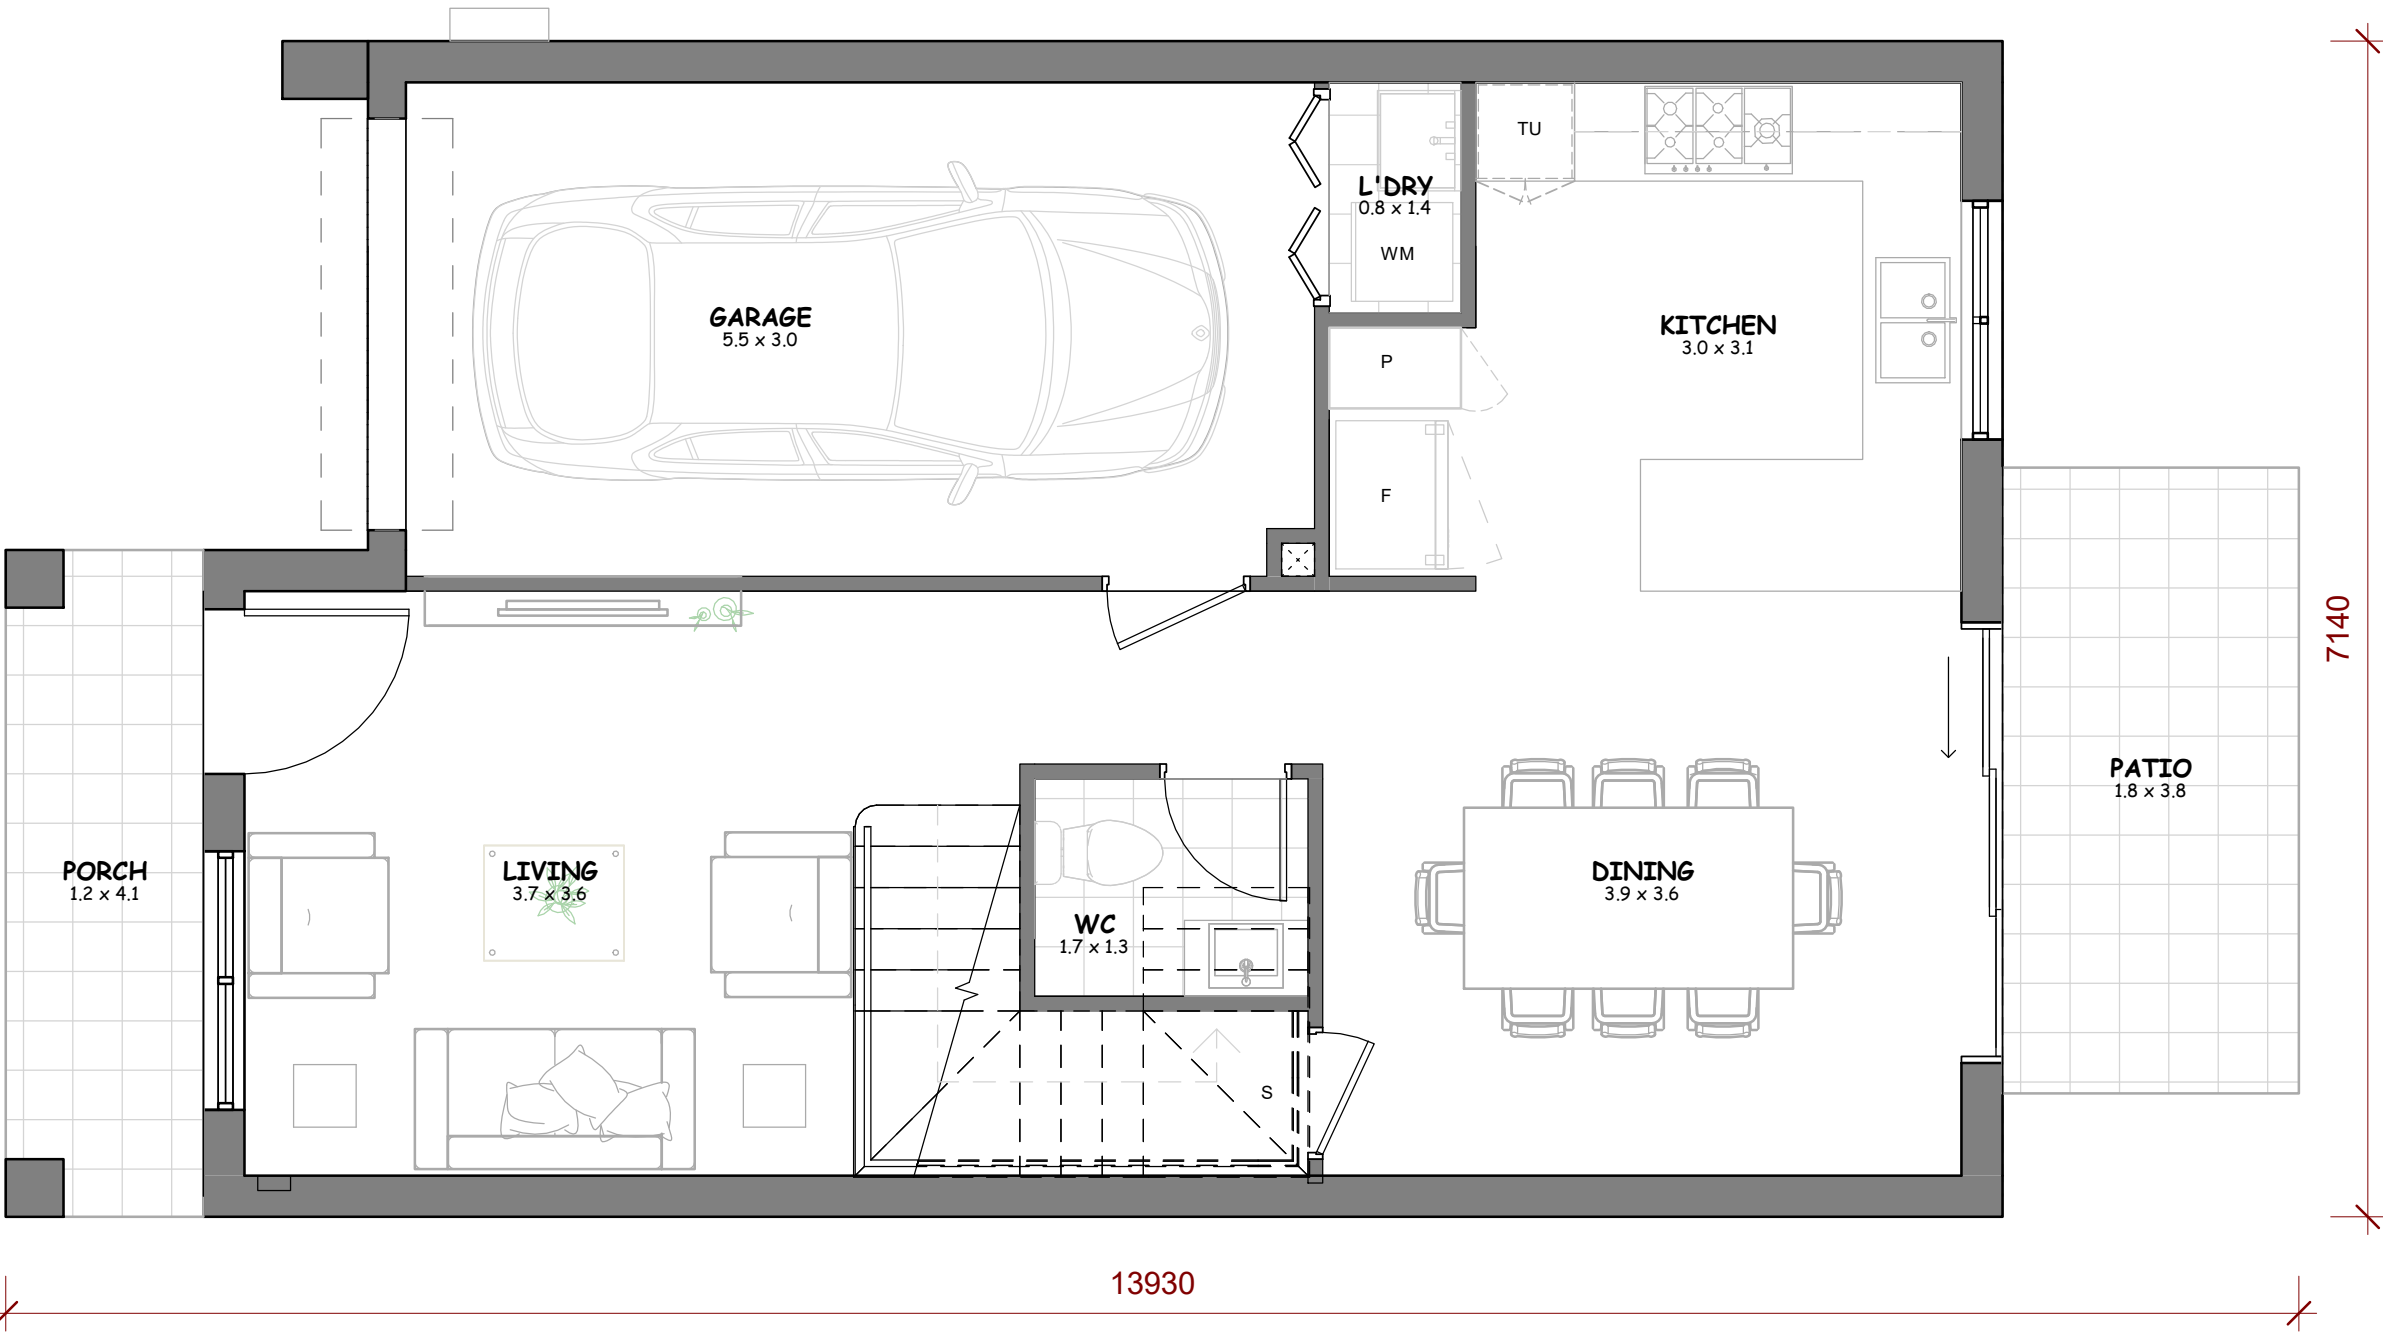 TU
L'DRY
0.8 x 1.4
WM
GARAGE
5.5 x 3.0
KITCHEN
3.0 x 3.1
P
F
7140
PATIO
1.8 x 3.8
PORCH
1.2 x 4.1
LIVING
3.7 x 3.6
DINING
3.9 x 3.6
WC
1.7 x 1.3
S
13930